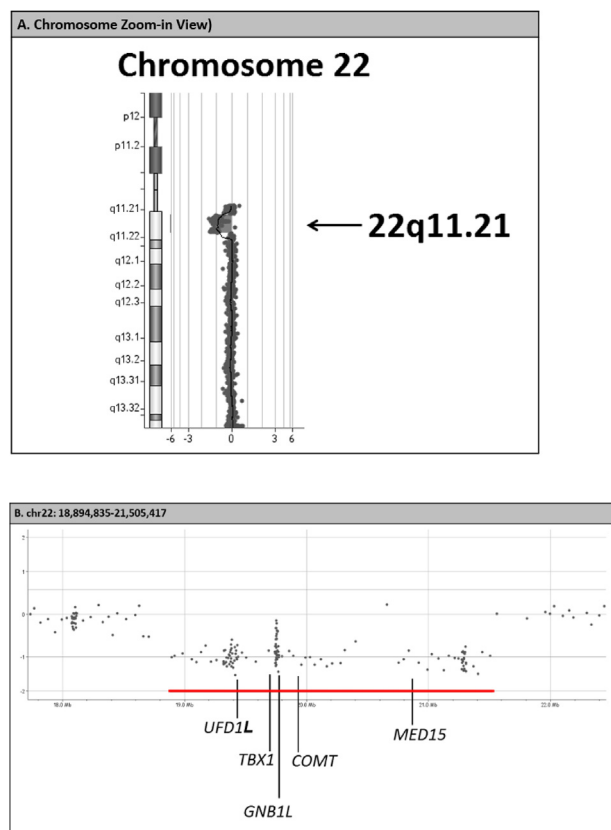 A. Chromosome Zoom-in View)
Chromosome 22
p12
p11.2
q11.21
22q11.21
q11.22
q12.1
q12.2
q12.3
q13.1
q13.2
q13.31
q13.32
-6 -3 0 3 6
B. chr22: 18,894,835-21,505,417
2
1
0
-1
-2
18.0 Mb 19.0 Mb 20.0 Mb 21.0 Mb 22.0 Mb
UFD1L
MED15
TBX1 COMT
GNB1L